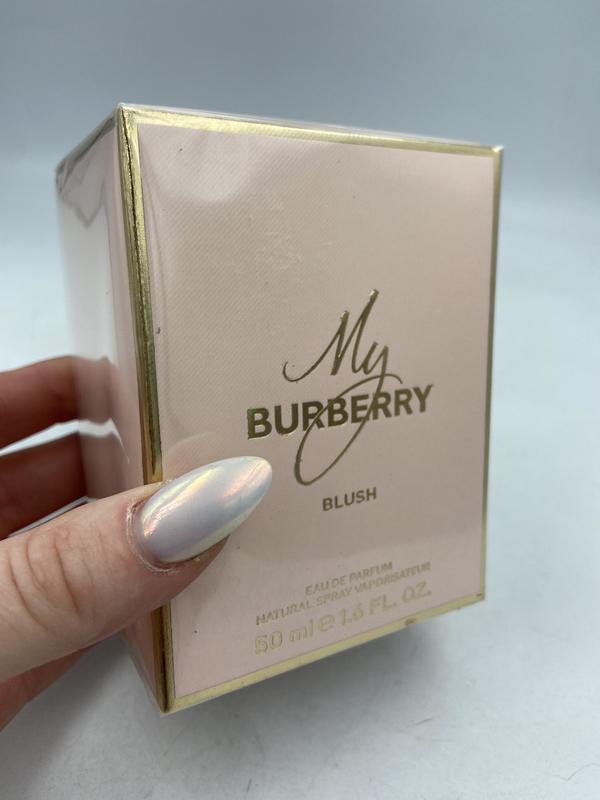 My
BURBERRY
BLUSH
EAU DE PARFUM
NATURAL SPRAY VAPORISATEUR
50 ml e 1.6 FL. OZ.